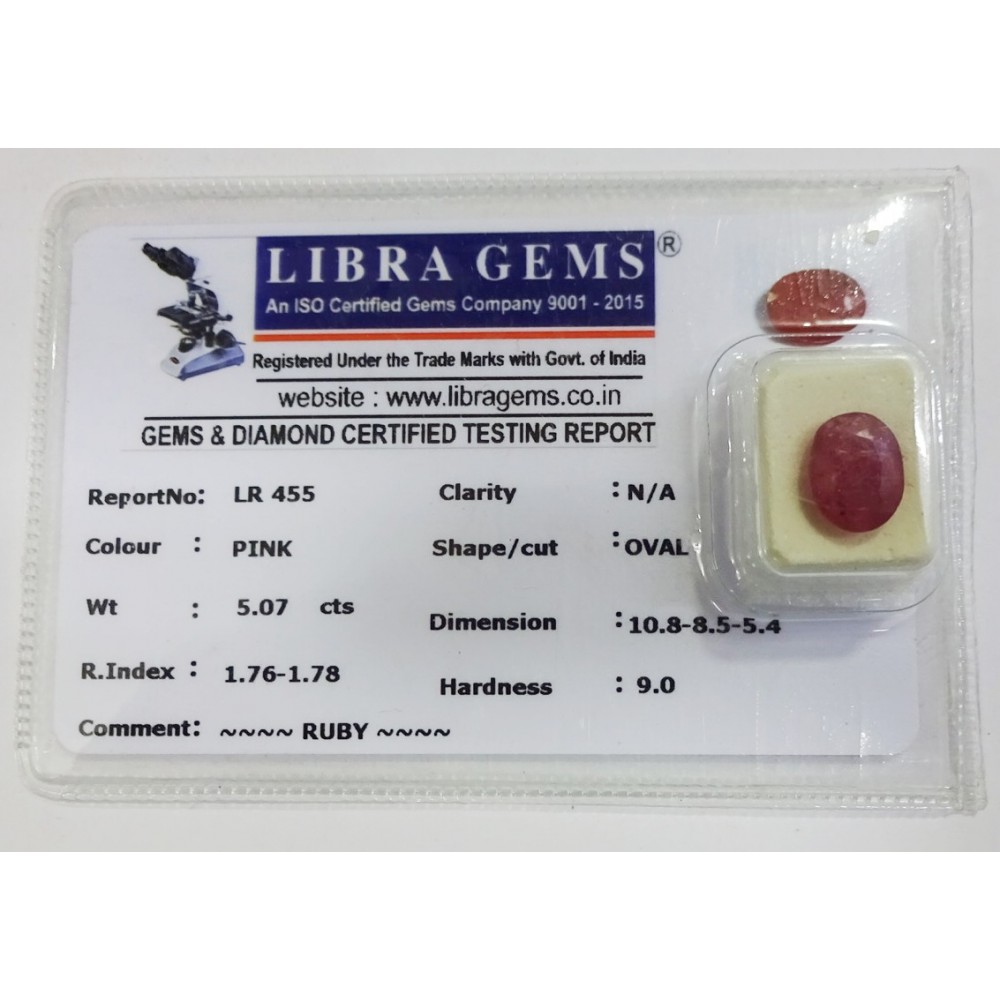 LIBRA GEMS ®
An ISO Certified Gems Company 9001 - 2015
Registered Under the Trade Marks with Govt. of India
website : www.libragems.co.in
GEMS & DIAMOND CERTIFIED TESTING REPORT
ReportNo: LR 455 Clarity : N/A
Colour : PINK Shape/cut : OVAL
Wt : 5.07 cts Dimension : 10.8-8.5-5.4
R.Index : 1.76-1.78 Hardness : 9.0
Comment: ~~~~ RUBY ~~~~